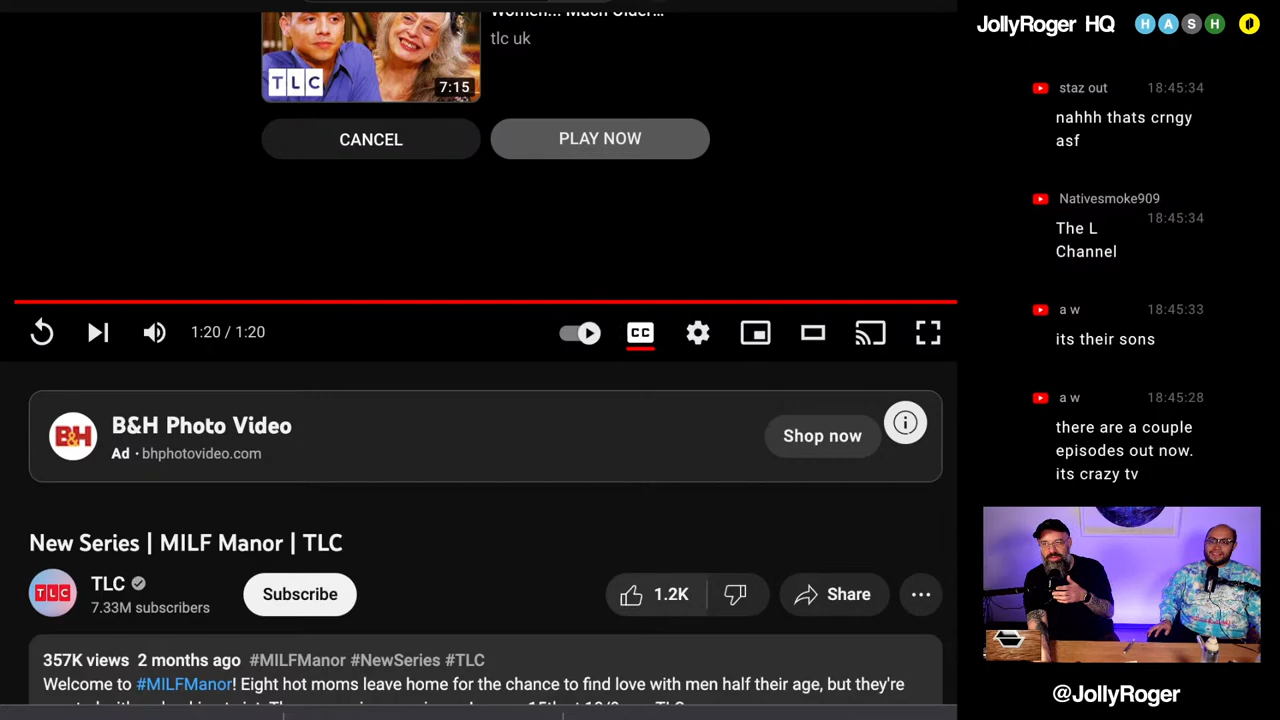 Women... Much Older...
tlc uk
TLC
7:15
CANCEL
PLAY NOW
1:20 / 1:20
CC
B&H
B&H Photo Video
Ad · bhphotovideo.com
Shop now
New Series | MILF Manor | TLC
TLC
TLC
7.33M subscribers
Subscribe
1.2K
Share
357K views 2 months ago #MILFManor #NewSeries #TLC
Welcome to #MILFManor! Eight hot moms leave home for the chance to find love with men half their age, but they're
JollyRoger HQ
H A S H
staz out 18:45:34
nahhh thats crngy
asf
Nativesmoke909
18:45:34
The L
Channel
a w 18:45:33
its their sons
a w 18:45:28
there are a couple
episodes out now.
its crazy tv
@JollyRoger